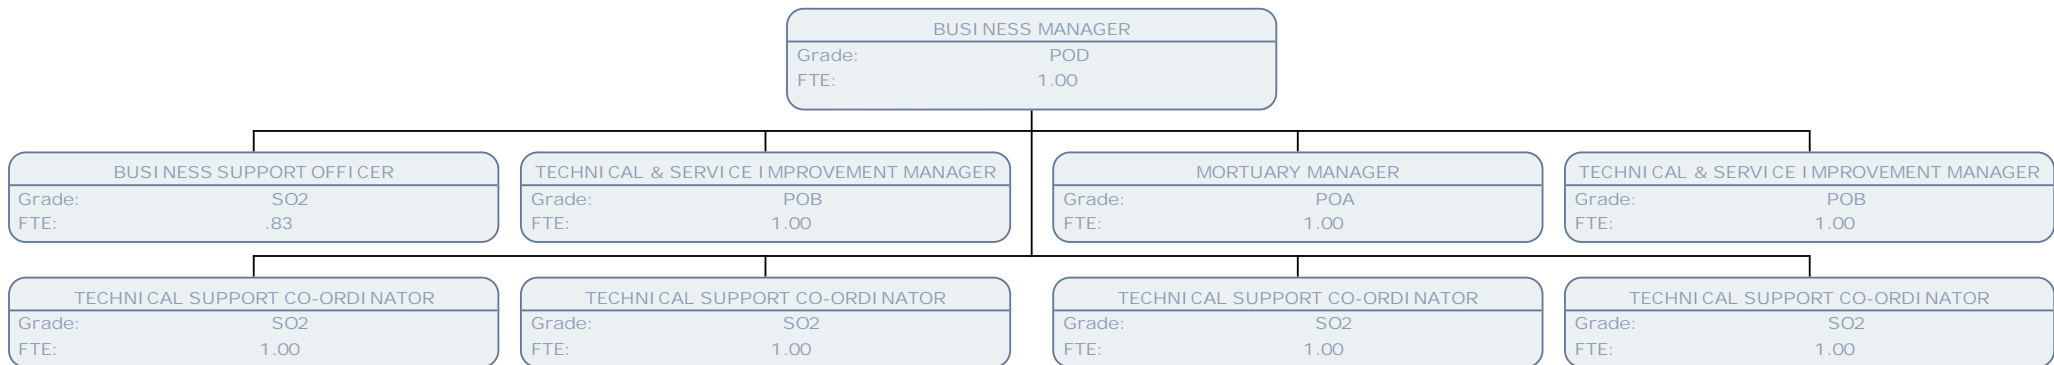 BUSINESS MANAGER
Grade: POD
FTE: 1.00
BUSINESS SUPPORT OFFICER
Grade: SO2
FTE: .83
TECHNICAL & SERVICE IMPROVEMENT MANAGER
Grade: POB
FTE: 1.00
MORTUARY MANAGER
Grade: POA
FTE: 1.00
TECHNICAL & SERVICE IMPROVEMENT MANAGER
Grade: POB
FTE: 1.00
TECHNICAL SUPPORT CO-ORDINATOR
Grade: SO2
FTE: 1.00
TECHNICAL SUPPORT CO-ORDINATOR
Grade: SO2
FTE: 1.00
TECHNICAL SUPPORT CO-ORDINATOR
Grade: SO2
FTE: 1.00
TECHNICAL SUPPORT CO-ORDINATOR
Grade: SO2
FTE: 1.00